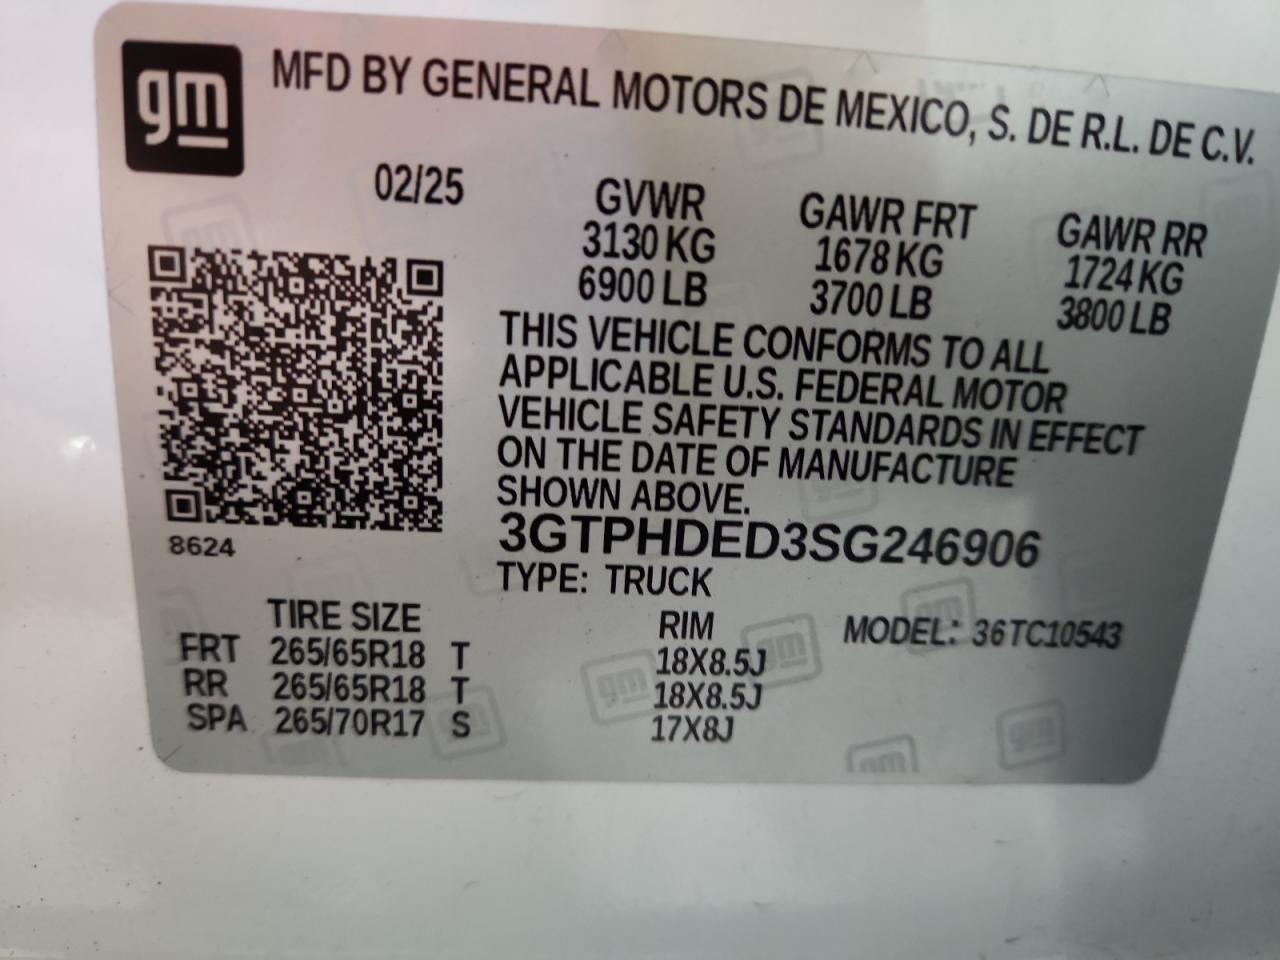 gm
MFD BY GENERAL MOTORS DE MEXICO, S. DE R.L. DE C.V.
02/25
GVWR GAWR FRT GAWR RR
3130 KG 1678 KG 1724 KG
6900 LB 3700 LB 3800 LB
THIS VEHICLE CONFORMS TO ALL
APPLICABLE U.S. FEDERAL MOTOR
VEHICLE SAFETY STANDARDS IN EFFECT
ON THE DATE OF MANUFACTURE
SHOWN ABOVE.
3GTPHDED3SG246906
8624
TYPE: TRUCK
TIRE SIZE RIM MODEL: 36TC10543
FRT 265/65R18 T 18X8.5J
RR 265/65R18 T 18X8.5J
SPA 265/70R17 S 17X8J